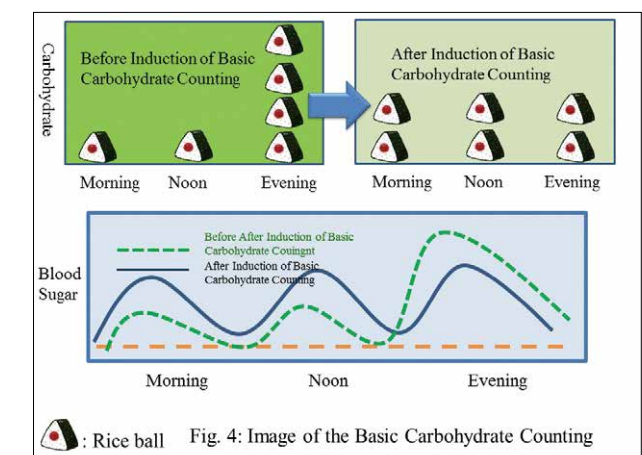 Carbohydrate
Before Induction of Basic
Carbohydrate Counting
After Induction of Basic
Carbohydrate Counting
Morning Noon Evening
Morning Noon Evening
Blood
Sugar
Before After Induction of Basic
Carbohydrate Couingnt
After Induction of Basic
Carbohydrate Counting
Morning Noon Evening
: Rice ball
Fig. 4: Image of the Basic Carbohydrate Counting